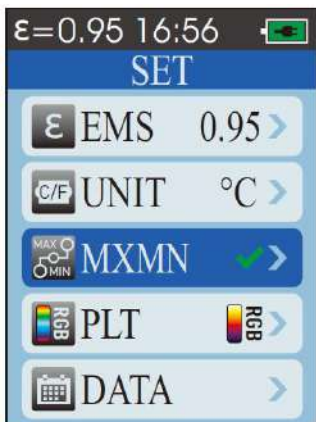 ε=0.95 16:56
SET
ε EMS 0.95
C/F UNIT °C
MAX MIN MXMN
RGB PLT RGB
DATA